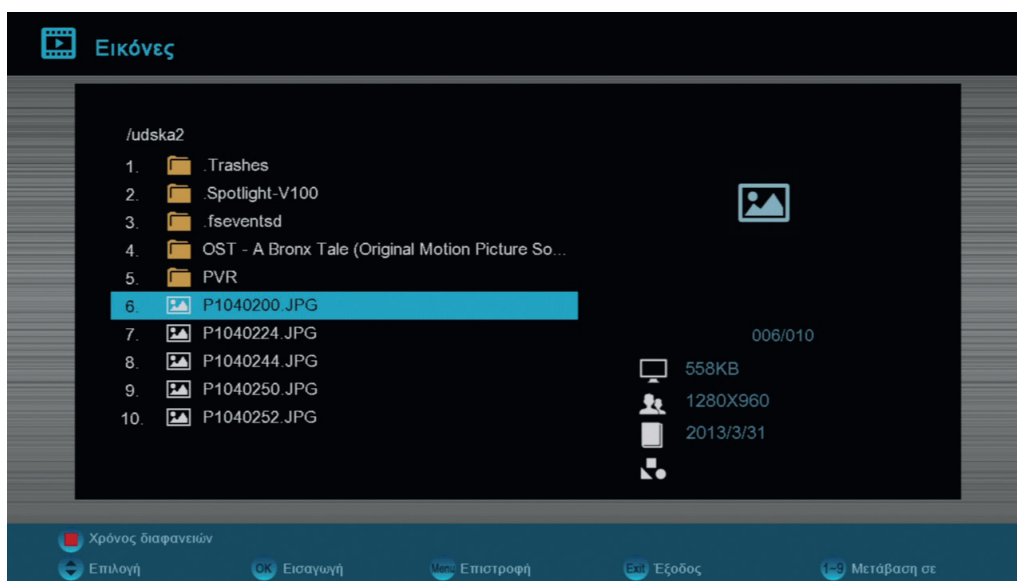 Εικόνες
/udska2
1. .Trashes
2. .Spotlight-V100
3. .fseventsd
4. OST - A Bronx Tale (Original Motion Picture So...
5. PVR
6. P1040200.JPG
7. P1040224.JPG
8. P1040244.JPG
9. P1040250.JPG
10. P1040252.JPG
006/010
558KB
1280X960
2013/3/31
Χρόνος διαφανειών
Επιλογή OK Εισαγωγή Menu Επιστροφή Exit Έξοδος 1~9 Μετάβαση σε